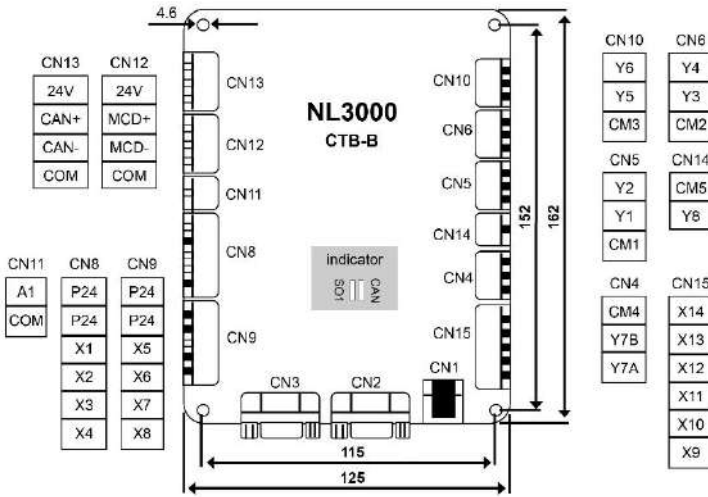 4.6
CN13
24V
CAN+
CAN-
COM
CN12
24V
MCD+
MCD-
COM
CN11
A1
COM
CN8
P24
P24
X1
X2
X3
X4
CN9
P24
P24
X5
X6
X7
X8
CN13
CN12
CN11
CN8
CN9
NL3000
CTB-B
indicator
SO1
CAN
CN3
CN2
CN1
CN10
CN6
CN5
CN14
CN4
CN15
115
125
152
162
CN10
Y6
Y5
CM3
CN6
Y4
Y3
CM2
CN5
Y2
Y1
CM1
CN14
CM5
Y8
CN4
CM4
Y7B
Y7A
CN15
X14
X13
X12
X11
X10
X9